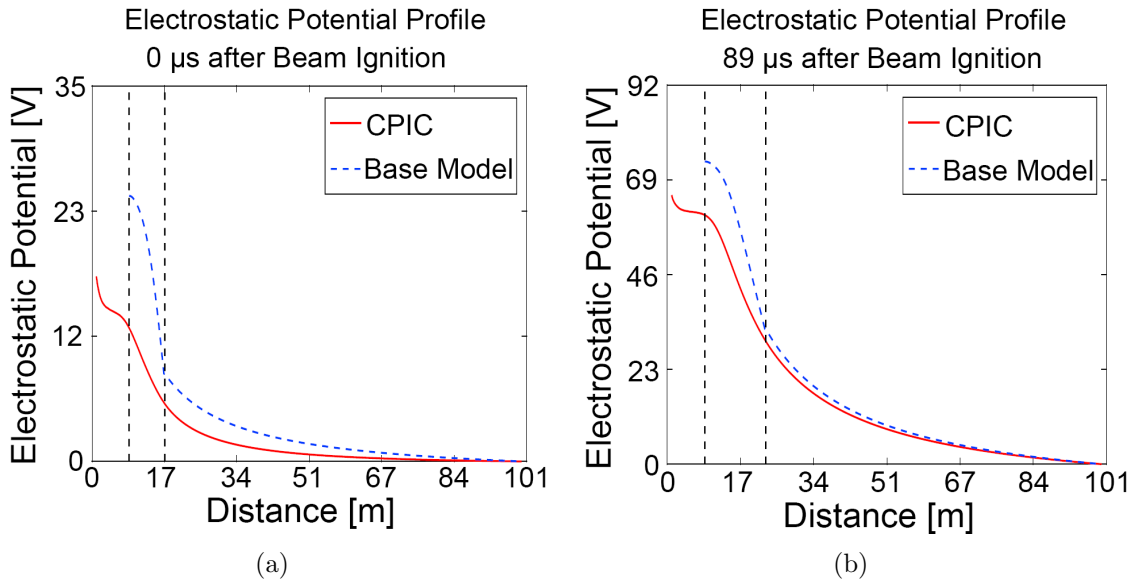 Electrostatic Potential Profile
0 µs after Beam Ignition
Electrostatic Potential [V]
35
23
12
0
CPIC
Base Model
0 17 34 51 67 84 101
Distance [m]
(a)
Electrostatic Potential Profile
89 µs after Beam Ignition
Electrostatic Potential [V]
92
69
46
23
0
CPIC
Base Model
0 17 34 51 67 84 101
Distance [m]
(b)